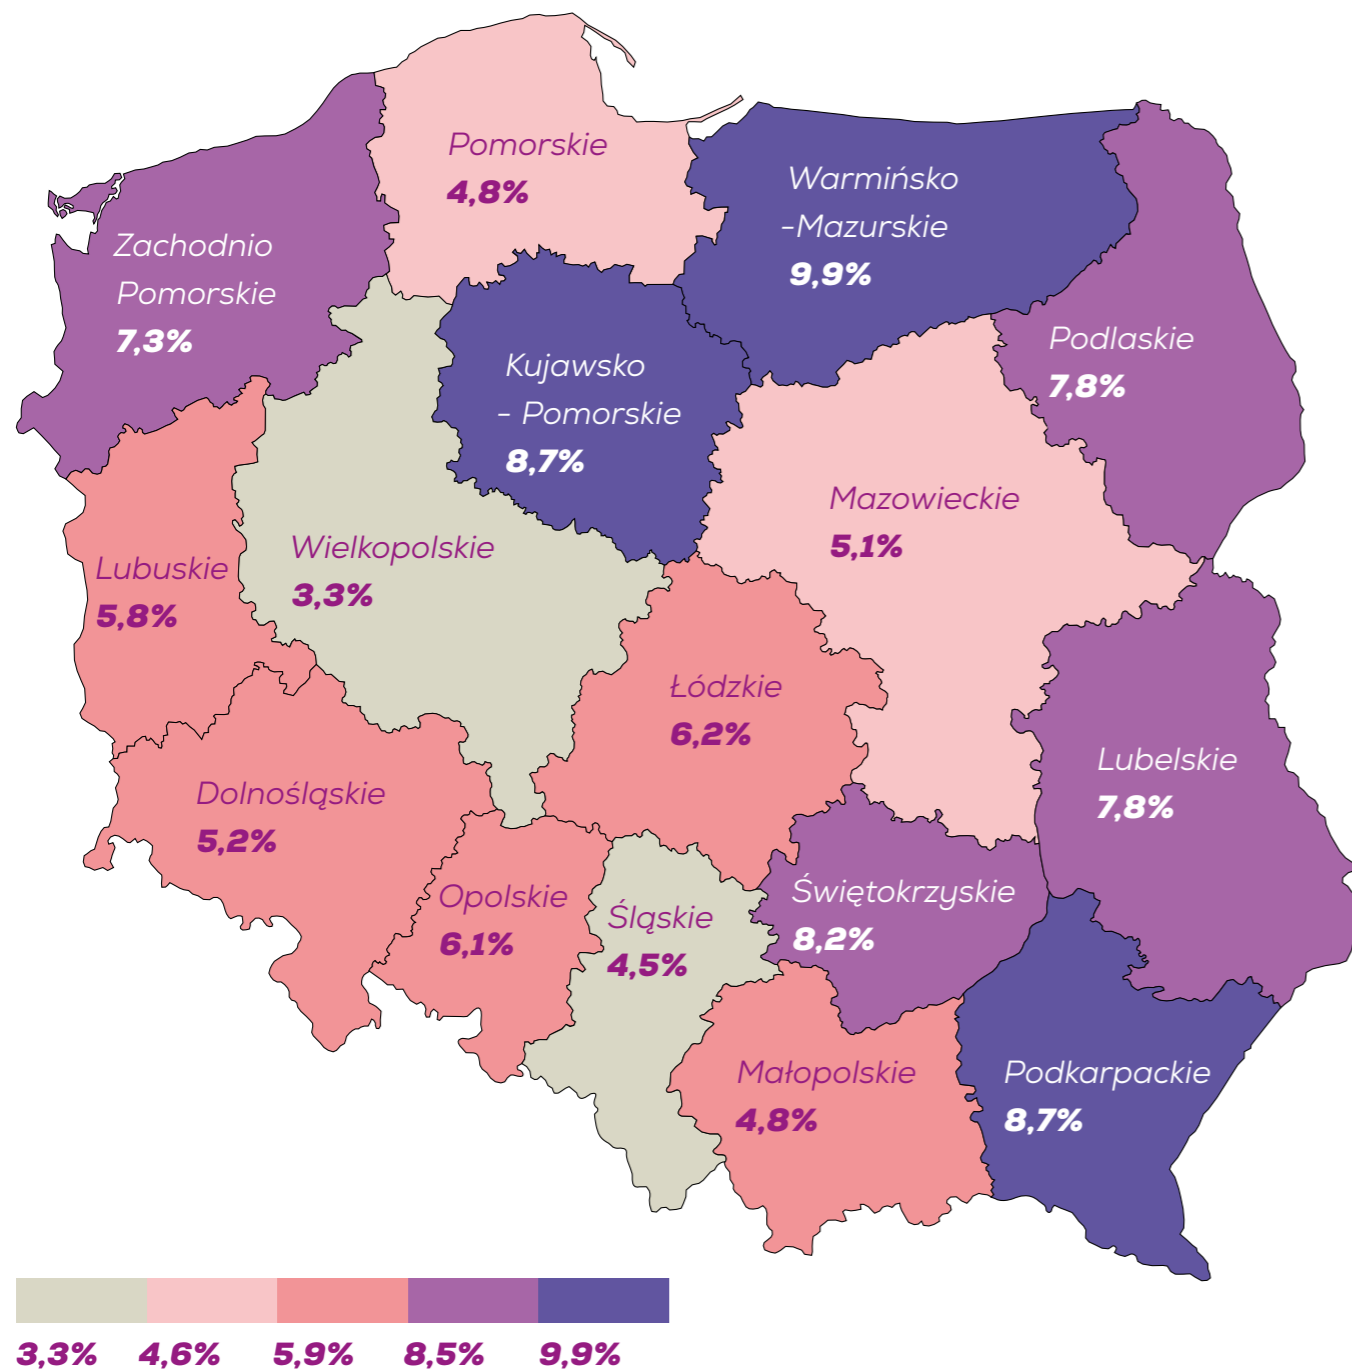 Pomorskie
4,8%
Warmińsko
-Mazurskie
9,9%
Zachodnio
Pomorskie
7,3%
Podlaskie
7,8%
Kujawsko
- Pomorskie
8,7%
Mazowieckie
5,1%
Wielkopolskie
3,3%
Lubuskie
5,8%
Łódzkie
6,2%
Lubelskie
7,8%
Dolnośląskie
5,2%
Opolskie
6,1%
Śląskie
4,5%
Świętokrzyskie
8,2%
Małopolskie
4,8%
Podkarpackie
8,7%
3,3% 4,6% 5,9% 8,5% 9,9%